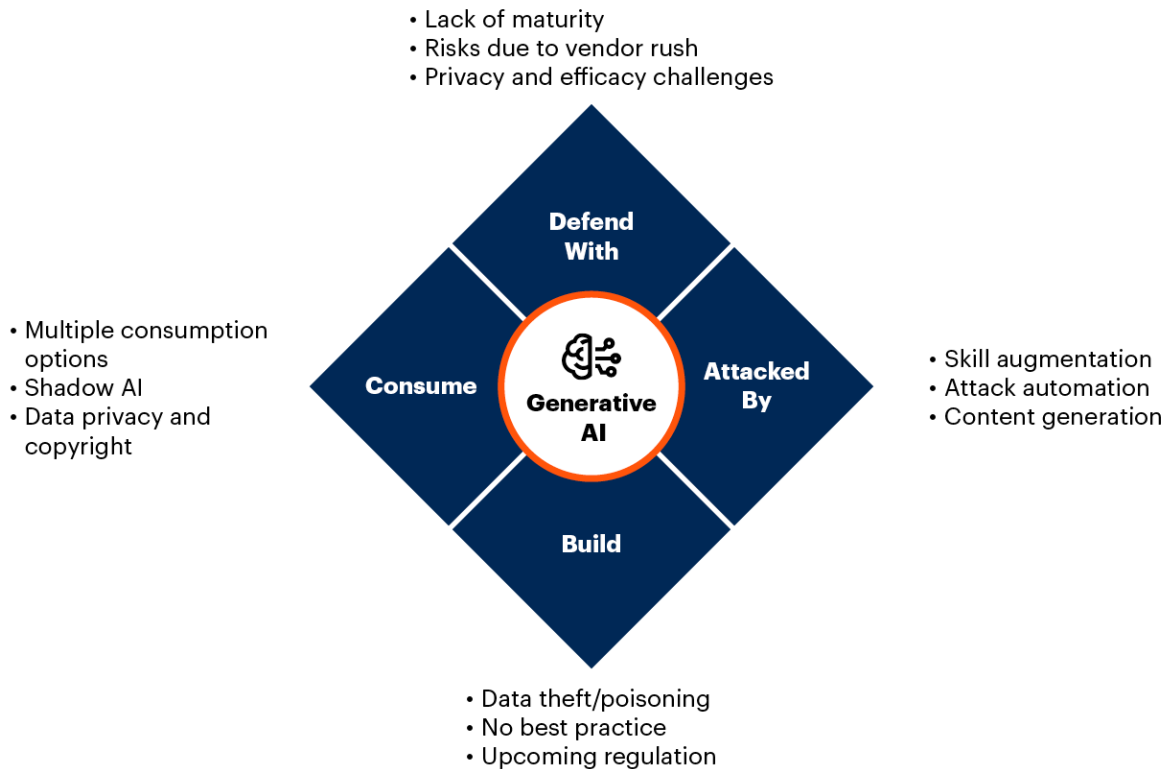 • Lack of maturity
• Risks due to vendor rush
• Privacy and efficacy challenges
Defend
With
• Multiple consumption
options
• Shadow AI
• Data privacy and
copyright
Consume
Generative
AI
Attacked
By
• Skill augmentation
• Attack automation
• Content generation
Build
• Data theft/poisoning
• No best practice
• Upcoming regulation